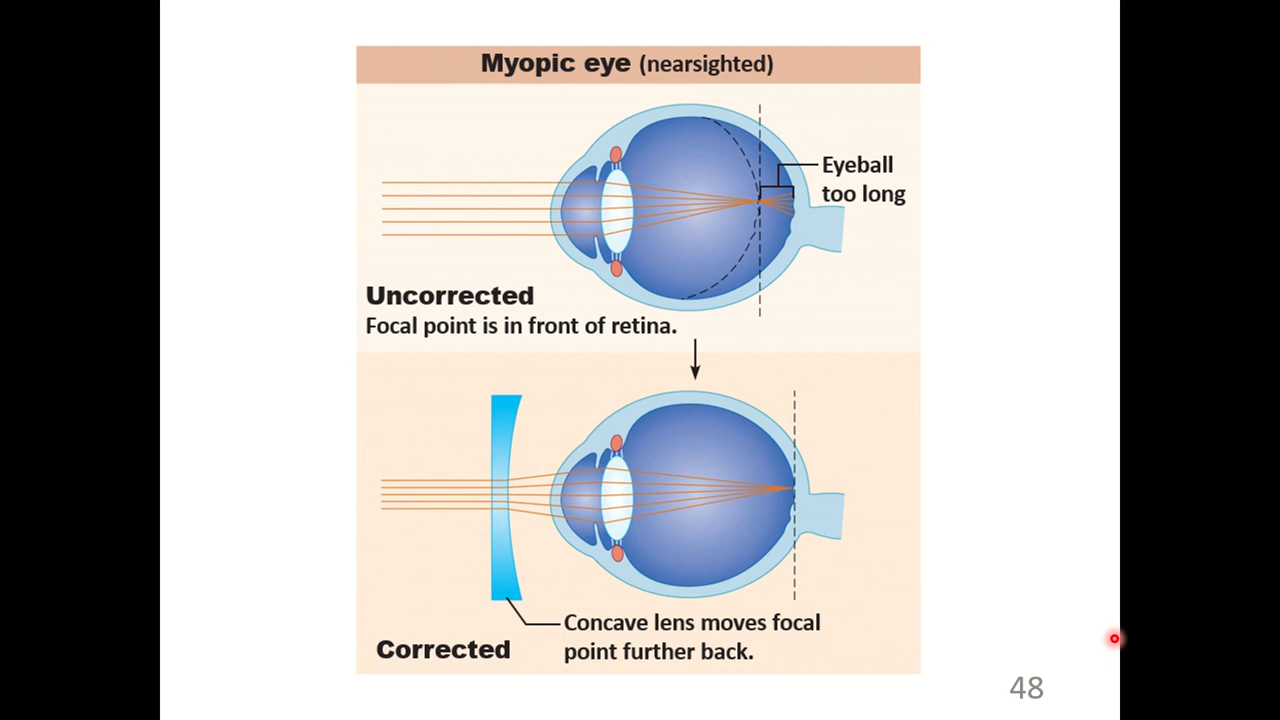 Myopic eye (nearsighted)
Eyeball
too long
Uncorrected
Focal point is in front of retina.
Concave lens moves focal
point further back.
Corrected
48